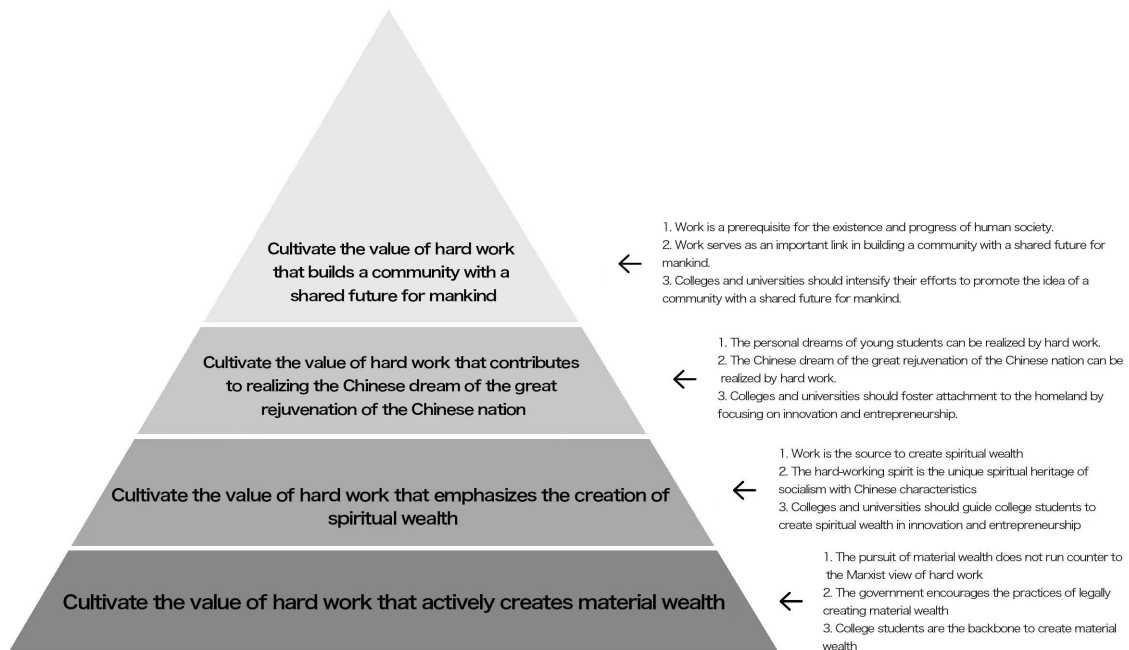 Cultivate the value of hard work
that builds a community with a
shared future for mankind
1. Work is a prerequisite for the existence and progress of human society.
2. Work serves as an important link in building a community with a shared future for
mankind.
3. Colleges and universities should intensify their efforts to promote the idea of a
community with a shared future for mankind.
Cultivate the value of hard work that contributes
to realizing the Chinese dream of the great
rejuvenation of the Chinese nation
1. The personal dreams of young students can be realized by hard work.
2. The Chinese dream of the great rejuvenation of the Chinese nation can be
realized by hard work.
3. Colleges and universities should foster attachment to the homeland by
focusing on innovation and entrepreneurship.
Cultivate the value of hard work that emphasizes the creation of
spiritual wealth
1. Work is the source to create spiritual wealth
2. The hard-working spirit is the unique spiritual heritage of
socialism with Chinese characteristics
3. Colleges and universities should guide college students to
create spiritual wealth in innovation and entrepreneurship
Cultivate the value of hard work that actively creates material wealth
1. The pursuit of material wealth does not run counter to
the Marxist view of hard work
2. The government encourages the practices of legally
creating material wealth
3. College students are the backbone to create material
wealth